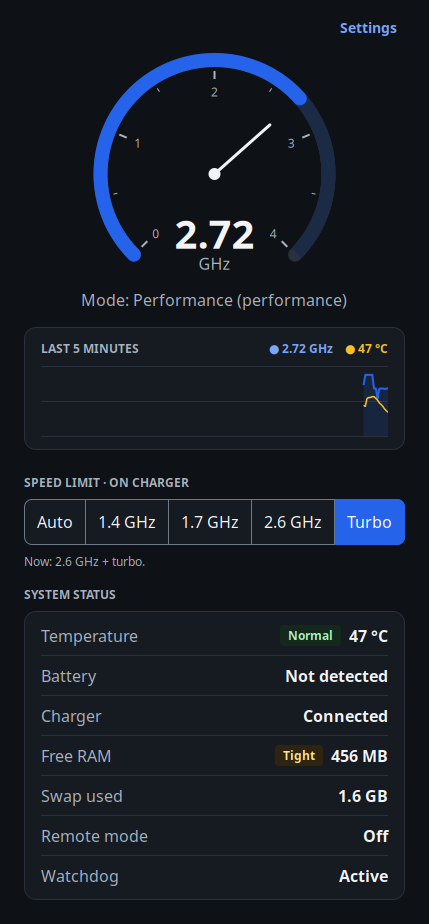 Settings
2
1
3
0
4
2.72
GHz
Mode: Performance (performance)
LAST 5 MINUTES 2.72 GHz 47 °C
SPEED LIMIT · ON CHARGER
Auto 1.4 GHz 1.7 GHz 2.6 GHz Turbo
Now: 2.6 GHz + turbo.
SYSTEM STATUS
Temperature Normal 47 °C
Battery Not detected
Charger Connected
Free RAM Tight 456 MB
Swap used 1.6 GB
Remote mode Off
Watchdog Active